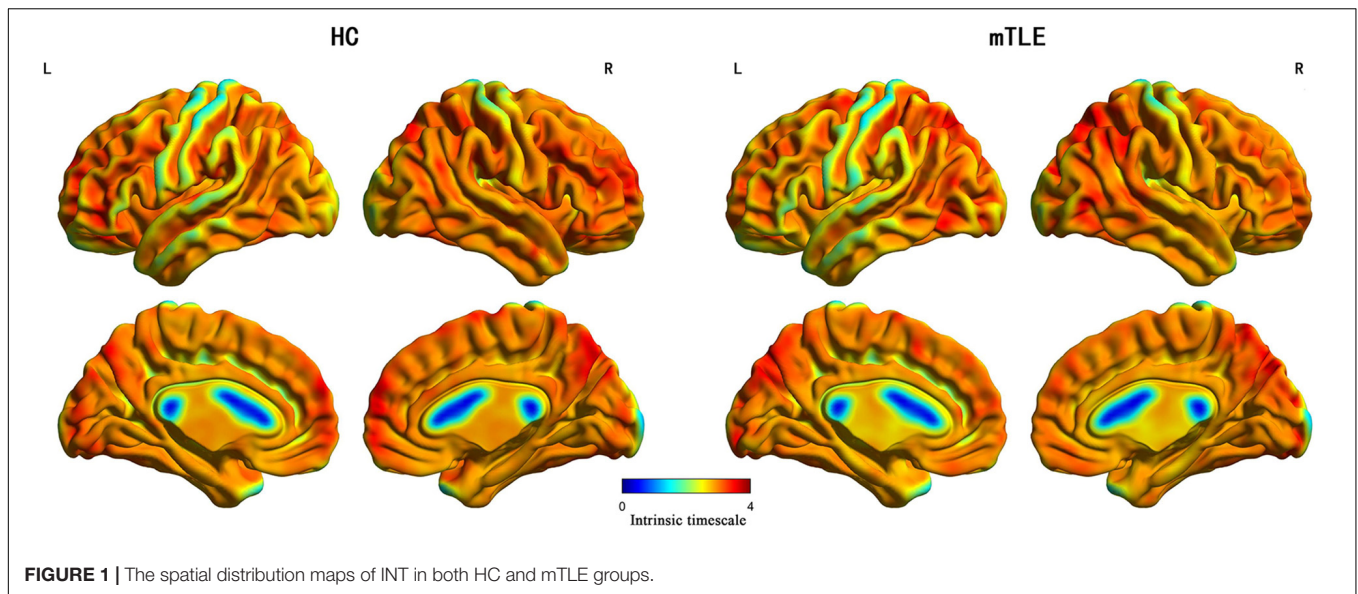 HC
mTLE
L
R
L
R
0
4
Intrinsic timescale
FIGURE 1 | The spatial distribution maps of INT in both HC and mTLE groups.